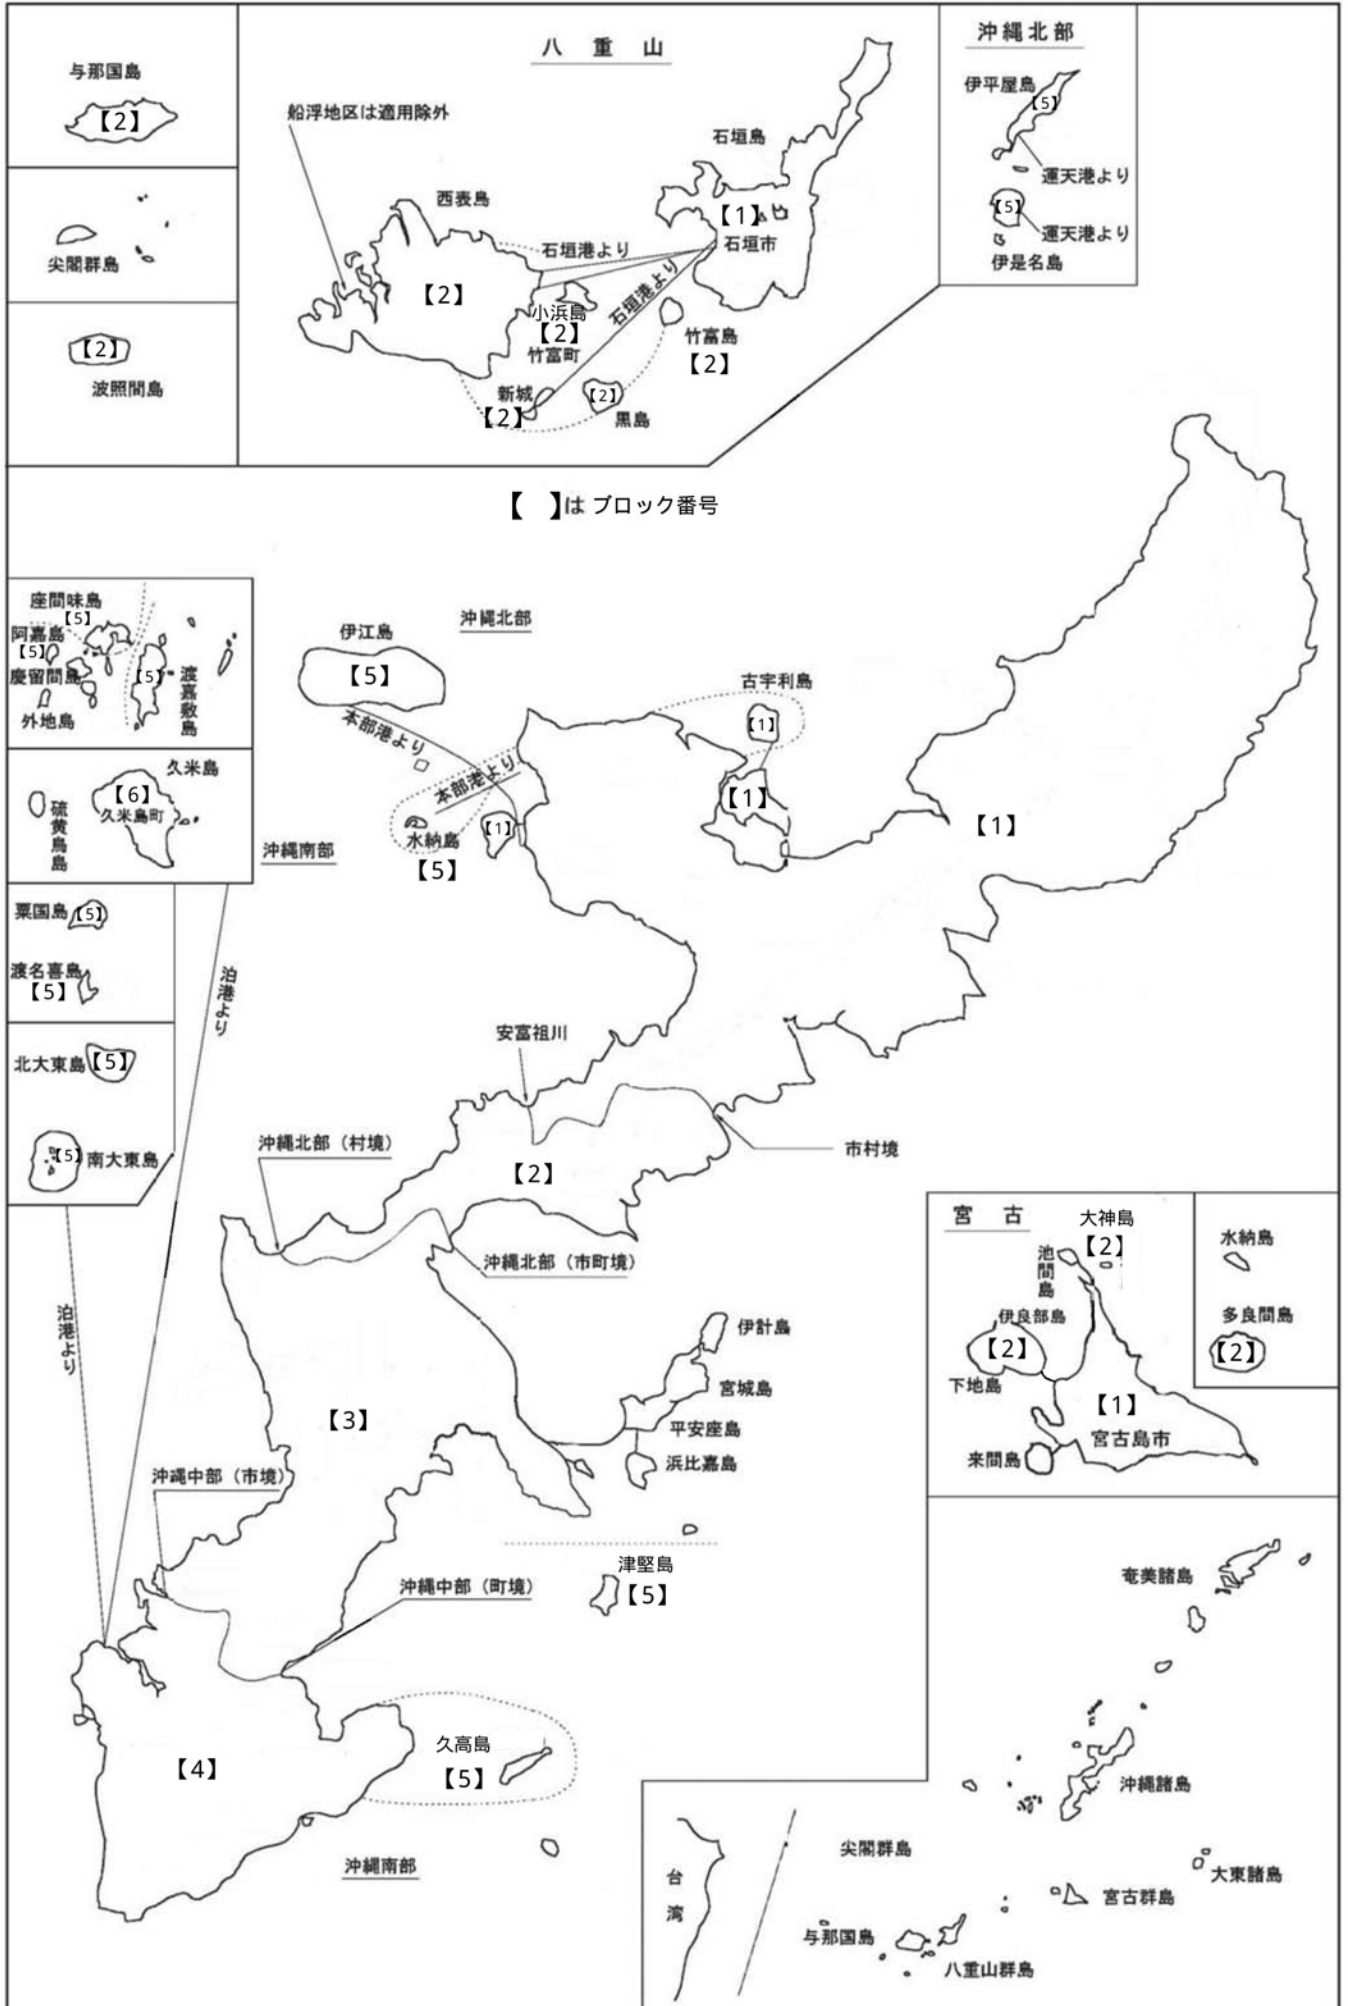 与那国島
【2】
尖閣群島
【2】
波照間島
八 重 山
船浮地区は適用除外
西表島
【2】
石垣港より
石垣港より
石垣島
【1】
石垣市
小浜島
【2】
竹富町
竹富島
【2】
新城
【2】
【2】
黒島
沖縄北部
伊平屋島
【5】
運天港より
【5】
運天港より
伊是名島
【　】は ブロック番号
座間味島
【5】
阿嘉島
【5】
慶留間島
外地島
【5】
渡嘉敷島
久米島
【6】
久米島町
硫黄鳥島
粟国島
【5】
渡名喜島
【5】
北大東島
【5】
【5】
南大東島
泊港より
泊港より
沖縄北部
伊江島
【5】
本部港より
本部港より
水納島
【5】
【1】
沖縄南部
古宇利島
【1】
【1】
【1】
安富祖川
沖縄北部（村境）
【2】
市村境
沖縄北部（市町境）
伊計島
宮城島
平安座島
浜比嘉島
【3】
沖縄中部（市境）
津堅島
【5】
沖縄中部（町境）
【4】
久高島
【5】
沖縄南部
宮 古
大神島
【2】
池間島
伊良部島
【2】
下地島
【1】
宮古島市
来間島
水納島
多良間島
【2】
奄美諸島
沖縄諸島
尖閣群島
大東諸島
台湾
宮古群島
与那国島
八重山群島